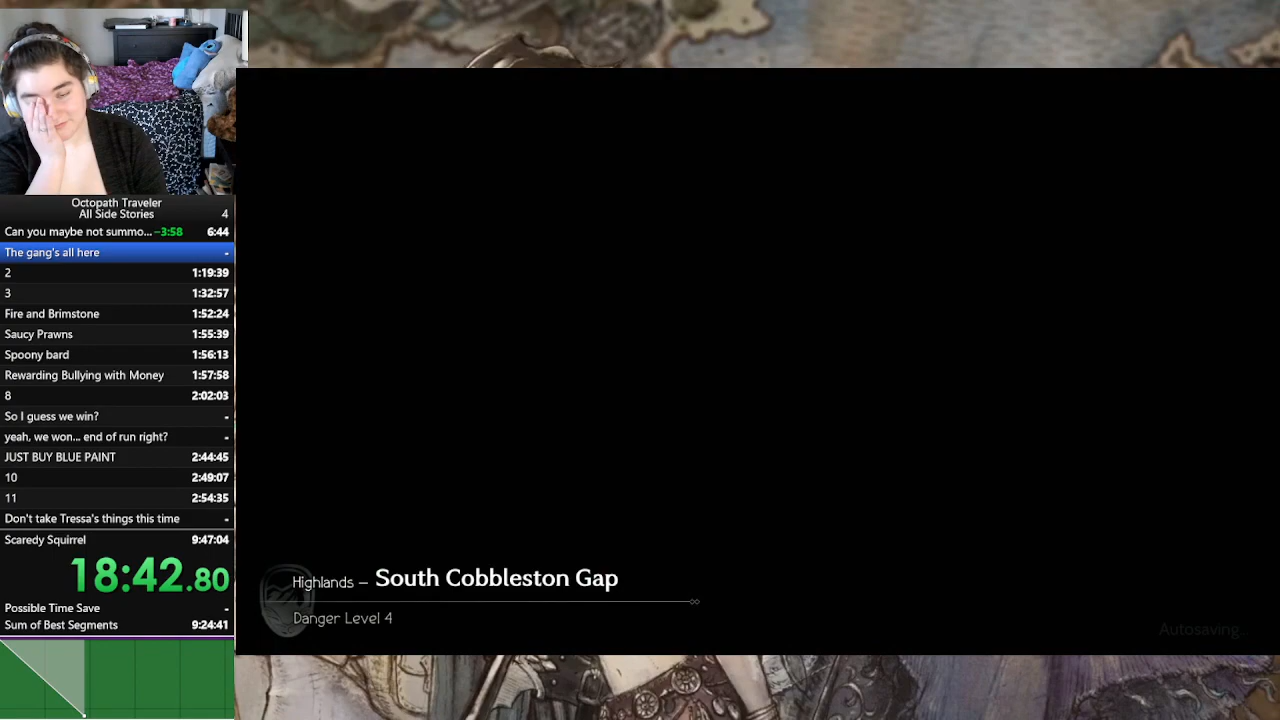 Octopath Traveler
All Side Stories 4
Can you maybe not summo... −3:58 6:44
The gang's all here -
2 1:19:39
3 1:32:57
Fire and Brimstone 1:52:24
Saucy Prawns 1:55:39
Spoony bard 1:56:13
Rewarding Bullying with Money 1:57:58
8 2:02:03
So I guess we win? -
yeah, we won... end of run right? -
JUST BUY BLUE PAINT 2:44:45
10 2:49:07
11 2:54:35
Don't take Tressa's things this time -
Scaredy Squirrel 9:47:04
18:42.80
Possible Time Save -
Sum of Best Segments 9:24:41
Highlands – South Cobbleston Gap
Danger Level 4
Autosaving...